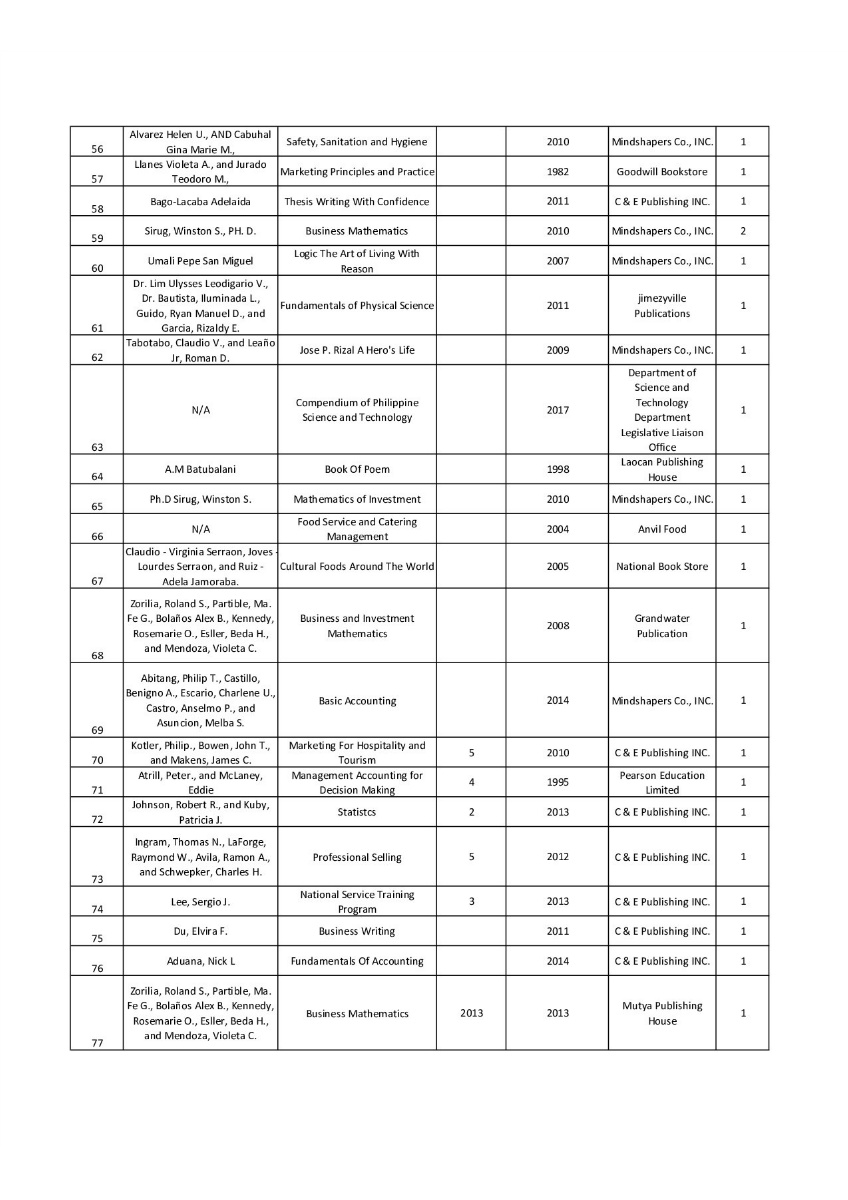 56 Alvarez Helen U., AND Cabuhal Gina Marie M., Safety, Sanitation and Hygiene 2010 Mindshapers Co., INC. 1
57 Llanes Violeta A., and Jurado Teodoro M., Marketing Principles and Practice 1982 Goodwill Bookstore 1
58 Bago-Lacaba Adelaida Thesis Writing With Confidence 2011 C & E Publishing INC. 1
59 Sirug, Winston S., PH. D. Business Mathematics 2010 Mindshapers Co., INC. 2
60 Umali Pepe San Miguel Logic The Art of Living With Reason 2007 Mindshapers Co., INC. 1
61 Dr. Lim Ulysses Leodigario V., Dr. Bautista, Iluminada L., Guido, Ryan Manuel D., and Garcia, Rizaldy E. Fundamentals of Physical Science 2011 jimezyville Publications 1
62 Tabotabo, Claudio V., and Leaño Jr, Roman D. Jose P. Rizal A Hero's Life 2009 Mindshapers Co., INC. 1
63 N/A Compendium of Philippine Science and Technology 2017 Department of Science and Technology Department Legislative Liaison Office 1
64 A.M Batubalani Book Of Poem 1998 Laocan Publishing House 1
65 Ph.D Sirug, Winston S. Mathematics of Investment 2010 Mindshapers Co., INC. 1
66 N/A Food Service and Catering Management 2004 Anvil Food 1
67 Claudio - Virginia Serraon, Joves - Lourdes Serraon, and Ruiz - Adela Jamoraba. Cultural Foods Around The World 2005 National Book Store 1
68 Zorilia, Roland S., Partible, Ma. Fe G., Bolaños Alex B., Kennedy, Rosemarie O., Esller, Beda H., and Mendoza, Violeta C. Business and Investment Mathematics 2008 Grandwater Publication 1
69 Abitang, Philip T., Castillo, Benigno A., Escario, Charlene U., Castro, Anselmo P., and Asuncion, Melba S. Basic Accounting 2014 Mindshapers Co., INC. 1
70 Kotler, Philip., Bowen, John T., and Makens, James C. Marketing For Hospitality and Tourism 5 2010 C & E Publishing INC. 1
71 Atrill, Peter., and McLaney, Eddie Management Accounting for Decision Making 4 1995 Pearson Education Limited 1
72 Johnson, Robert R., and Kuby, Patricia J. Statistcs 2 2013 C & E Publishing INC. 1
73 Ingram, Thomas N., LaForge, Raymond W., Avila, Ramon A., and Schwepker, Charles H. Professional Selling 5 2012 C & E Publishing INC. 1
74 Lee, Sergio J. National Service Training Program 3 2013 C & E Publishing INC. 1
75 Du, Elvira F. Business Writing 2011 C & E Publishing INC. 1
76 Aduana, Nick L Fundamentals Of Accounting 2014 C & E Publishing INC. 1
77 Zorilia, Roland S., Partible, Ma. Fe G., Bolaños Alex B., Kennedy, Rosemarie O., Esller, Beda H., and Mendoza, Violeta C. Business Mathematics 2013 2013 Mutya Publishing House 1